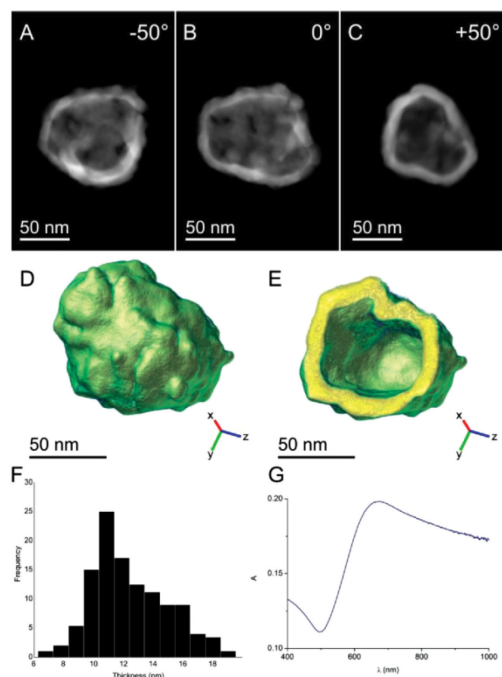 A -50°
B 0°
C +50°
50 nm
50 nm
50 nm
D
E
x
z
y
x
z
y
50 nm
50 nm
F
G
30
25
20
15
10
5
0
Frequency
6 8 10 12 14 16 18
Thickness (nm)
0.20
0.15
0.10
A
400 600 800 1000
λ (nm)